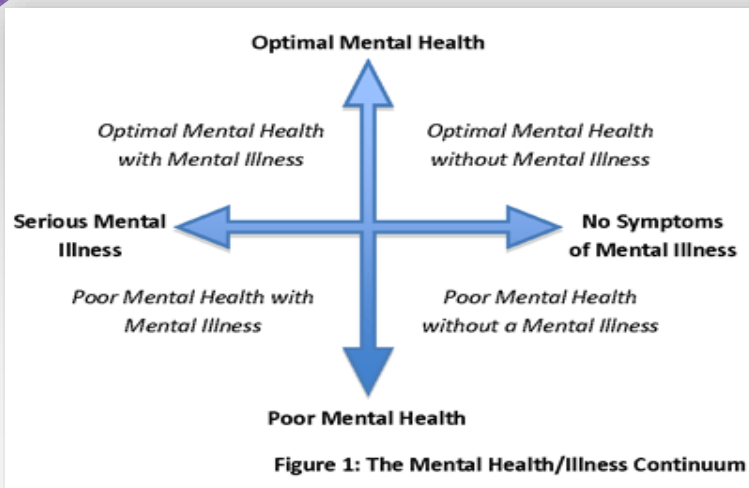 Optimal Mental Health
Optimal Mental Health
with Mental Illness
Optimal Mental Health
without Mental Illness
Serious Mental
Illness
No Symptoms
of Mental Illness
Poor Mental Health with
Mental Illness
Poor Mental Health
without a Mental Illness
Poor Mental Health
Figure 1: The Mental Health/Illness Continuum